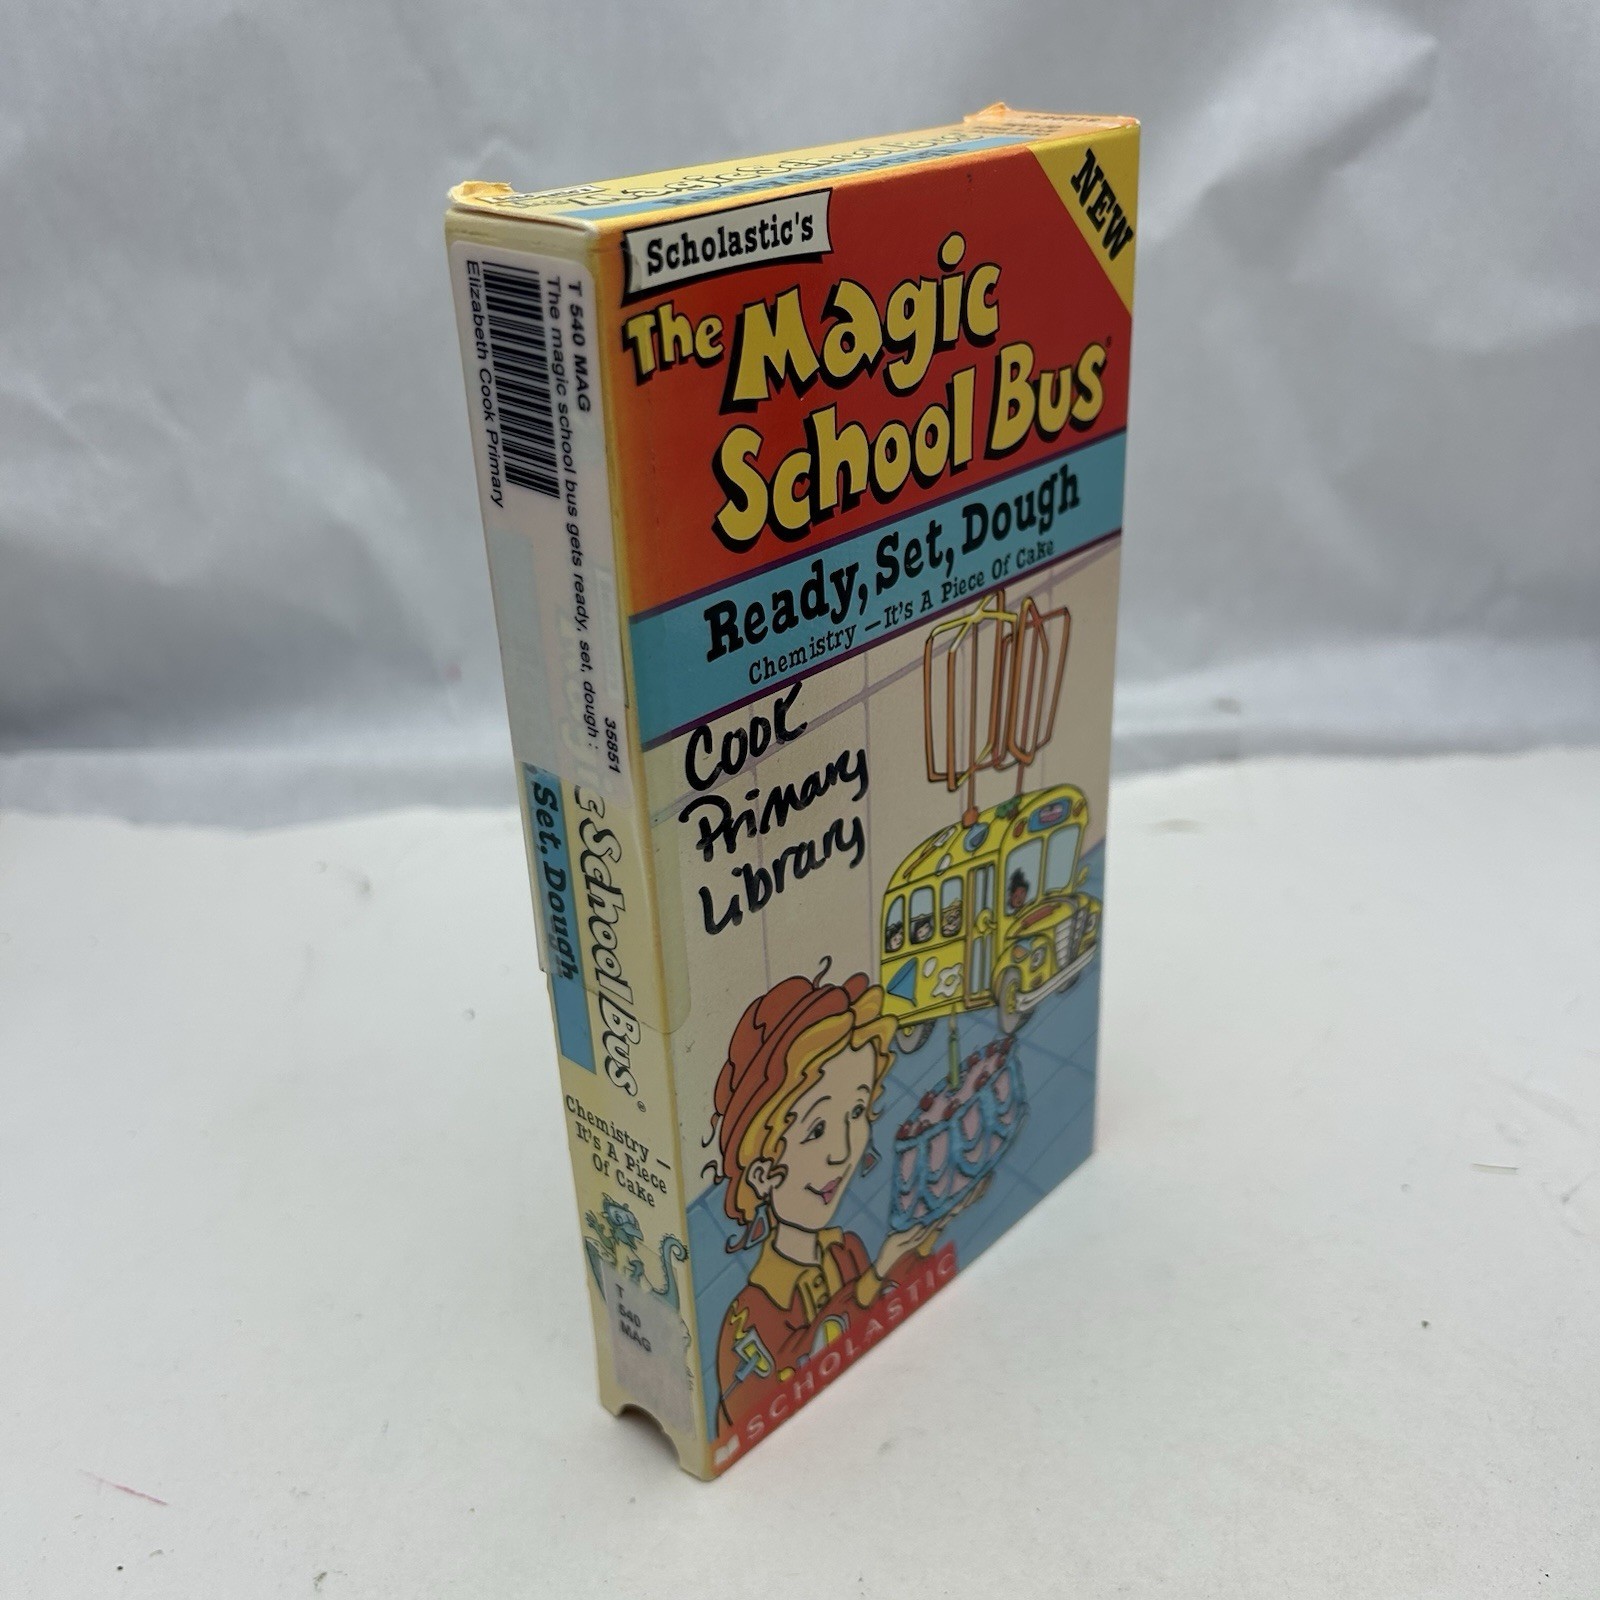 Scholastic's
The Magic
School Bus
NEW
Ready, Set, Dough
Chemistry — It's A Piece Of Cake
Cook
Primary
Library
SCHOLASTIC
T 540 MAG
The magic school bus gets ready, set, dough :
35851
Elizabeth Cook Primary
School Bus®
Set, Dough
Chemistry —
It's A Piece
Of Cake
T
540
MAG